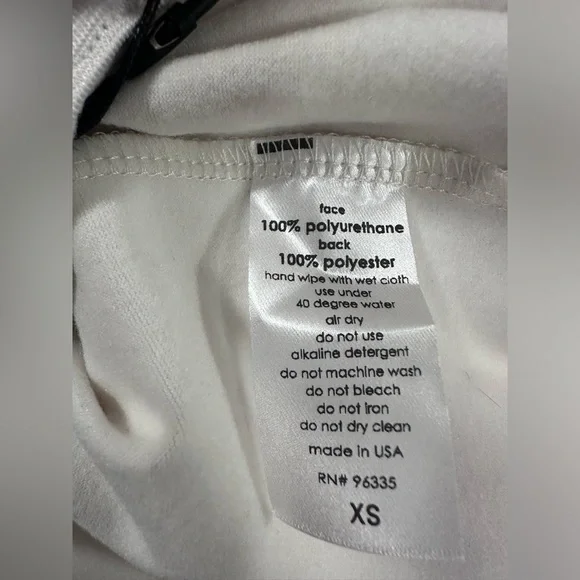 face
100% polyurethane
back
100% polyester
hand wipe with wet cloth
use under
40 degree water
air dry
do not use
alkaline detergent
do not machine wash
do not bleach
do not iron
do not dry clean
made in USA
RN# 96335
XS